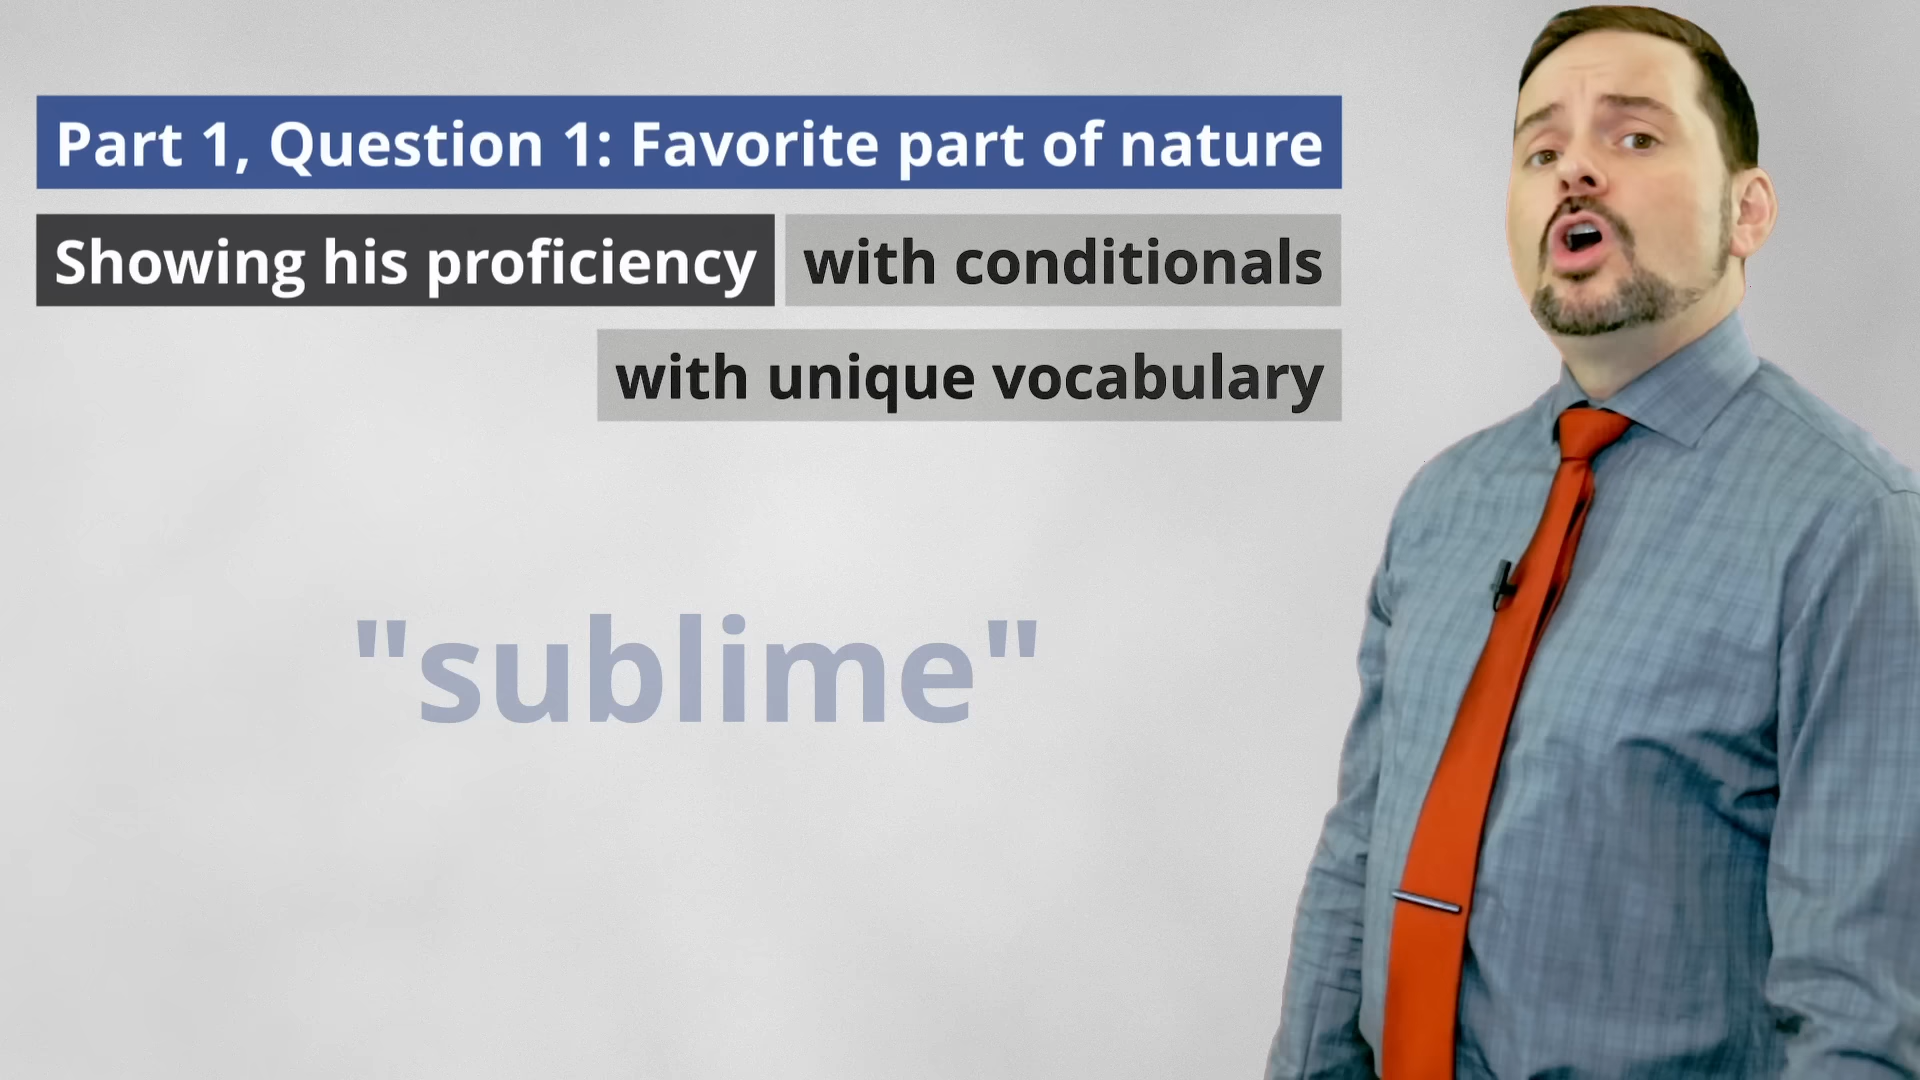 Part 1, Question 1: Favorite part of nature
Showing his proficiency with conditionals
with unique vocabulary
"sublime"